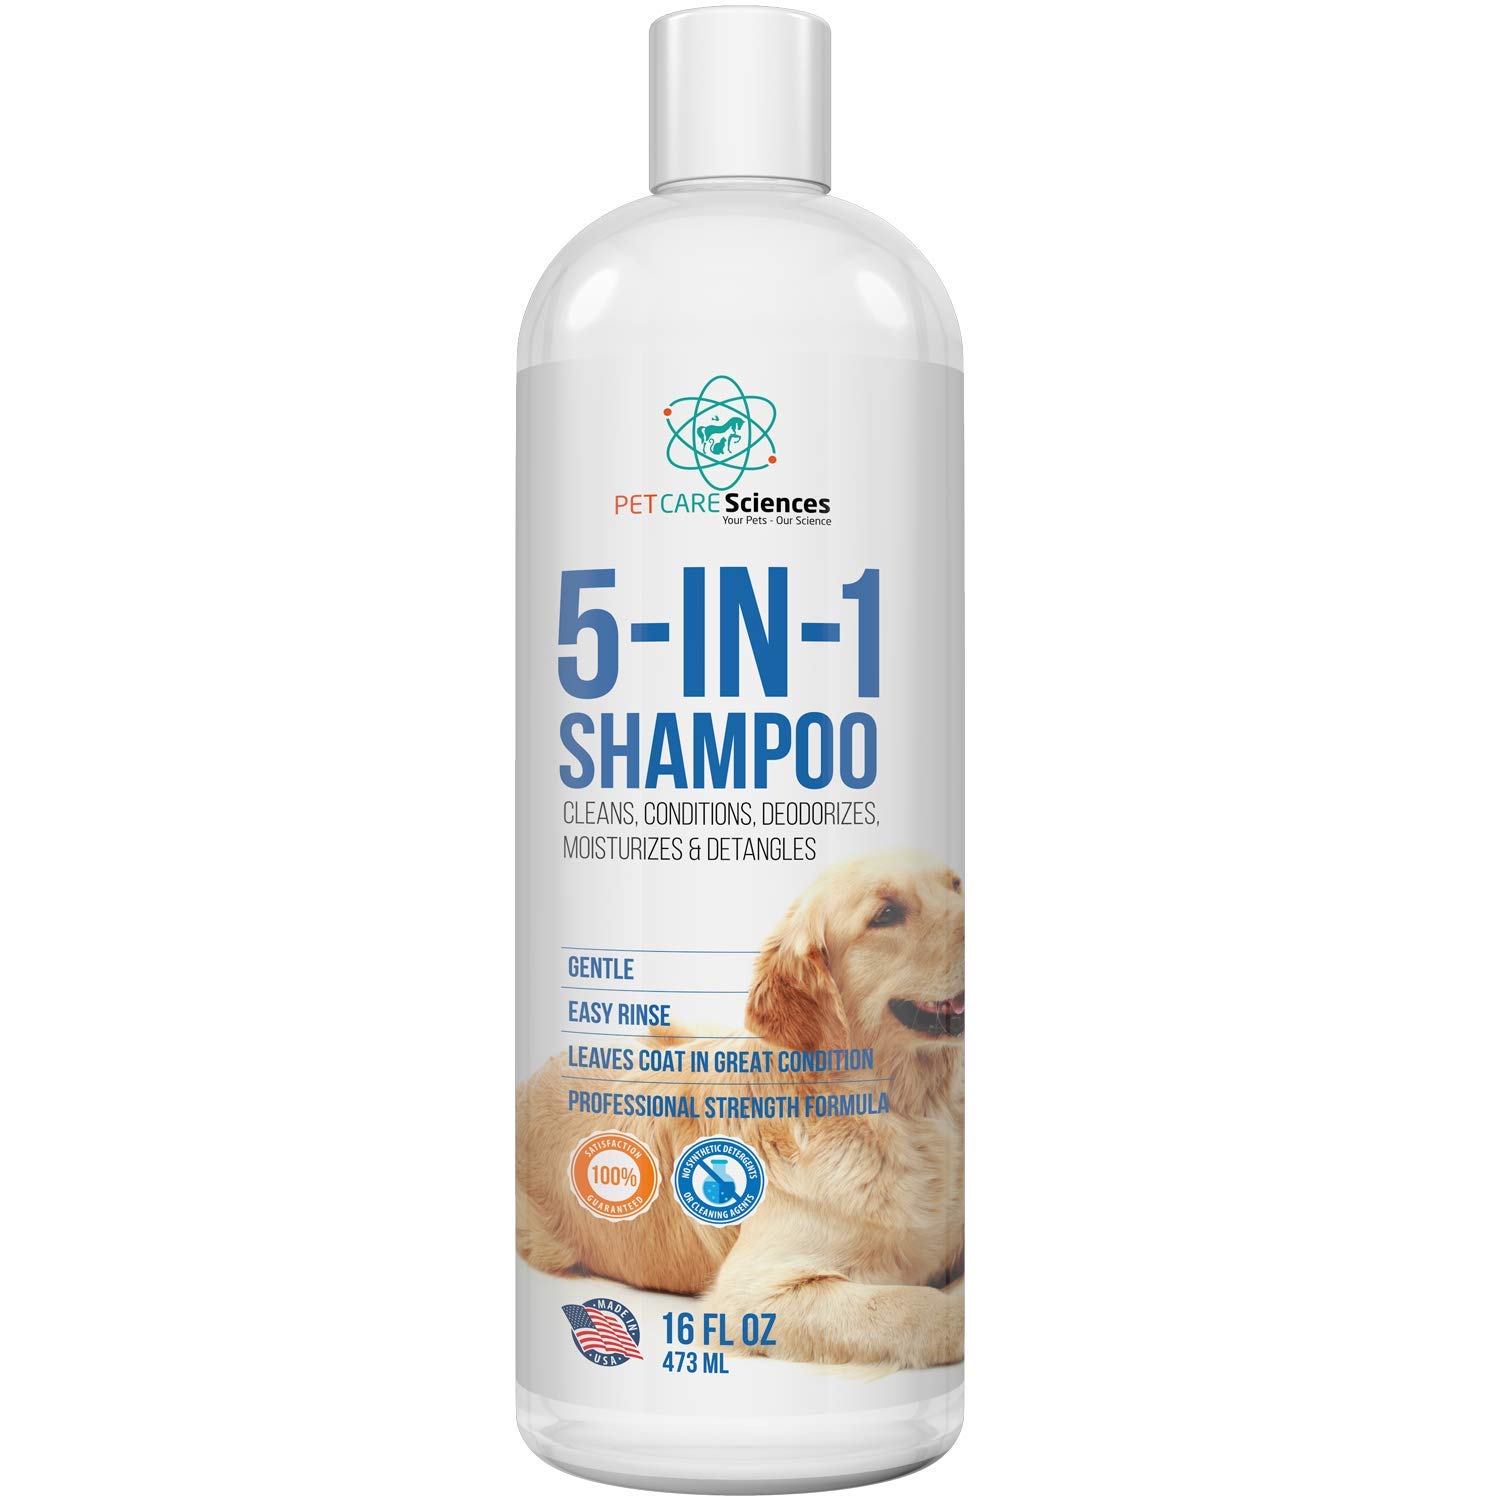 PETCARE Sciences
Your Pets - Our Science
5-IN-1
SHAMPOO
CLEANS, CONDITIONS, DEODORIZES,
MOISTURIZES & DETANGLES
GENTLE
EASY RINSE
LEAVES COAT IN GREAT CONDITION
PROFESSIONAL STRENGTH FORMULA
SATISFACTION
100%
GUARANTEED
NO SYNTHETIC DETERGENTS
OR CLEANING AGENTS
MADE IN
USA
16 FL OZ
473 ML